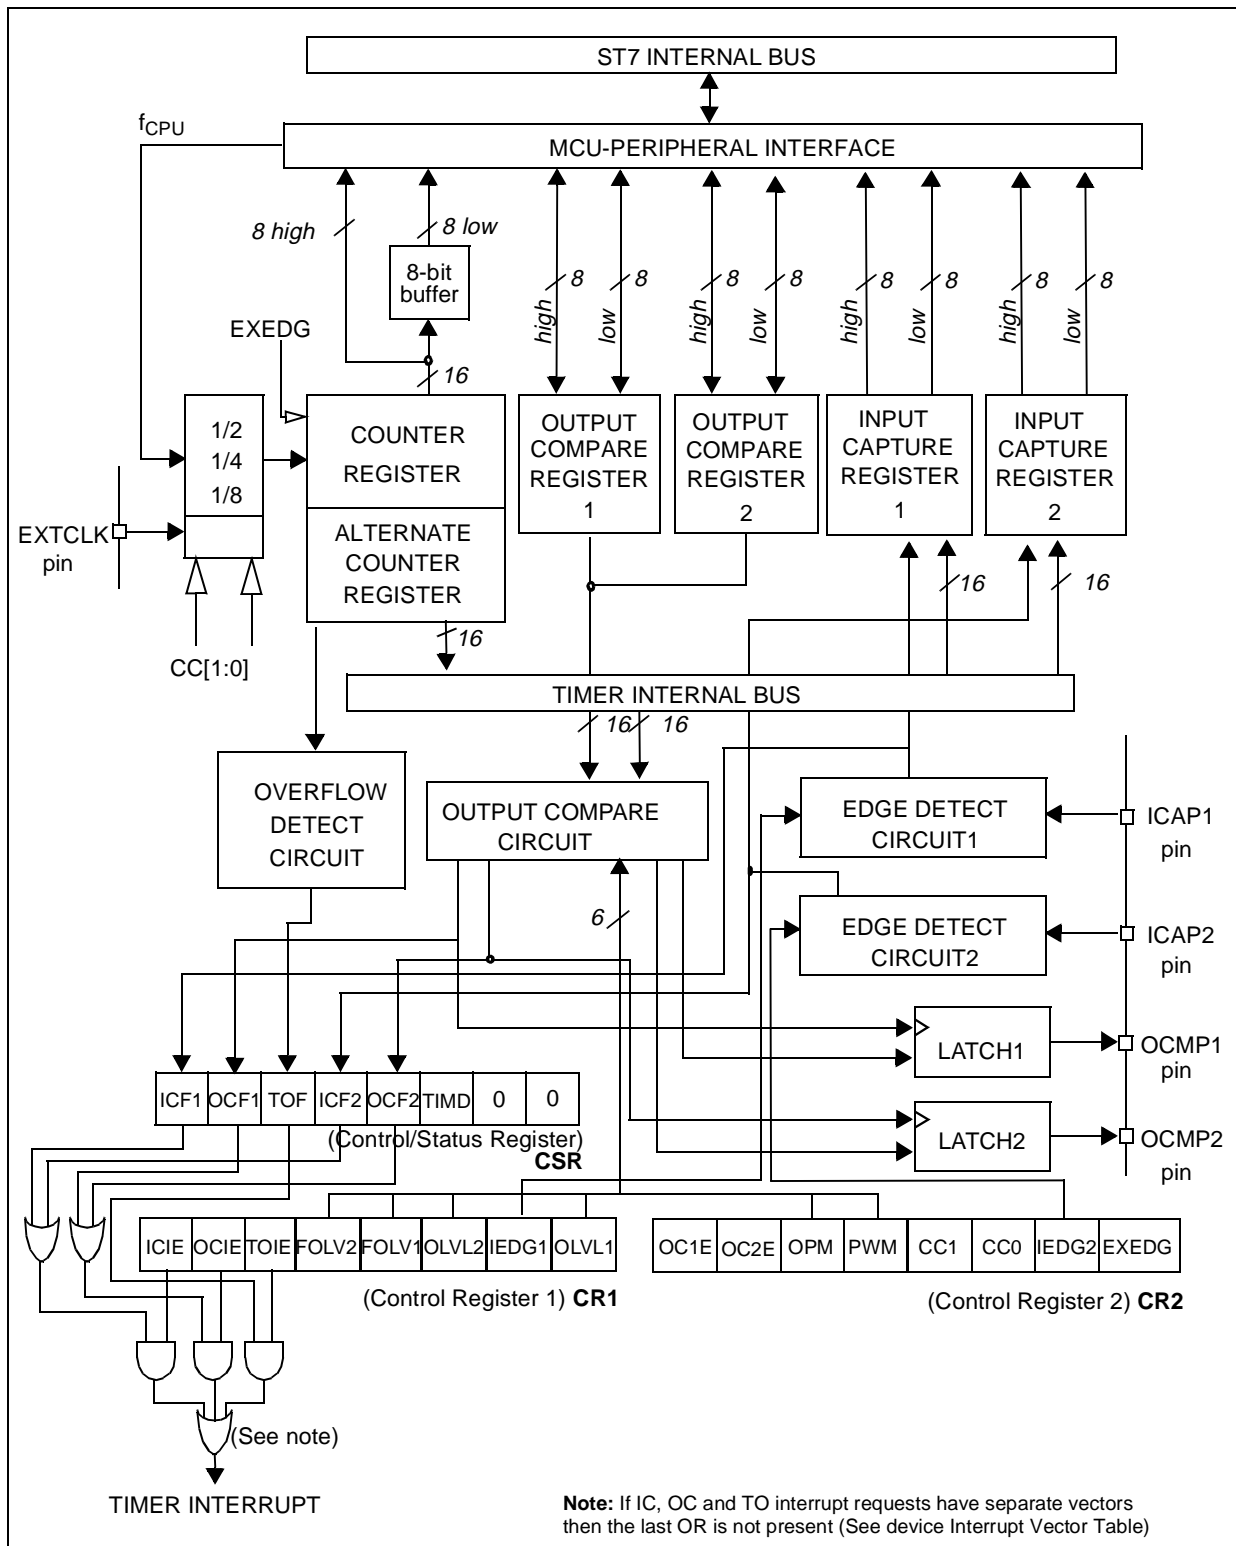 ST7 INTERNAL BUS
fCPU
MCU-PERIPHERAL INTERFACE
8 high
8 low
8-bit
buffer
8
8
8
8
8
8
8
8
high
low
high
low
high
low
high
low
EXEDG
16
1/2
1/4
1/8
COUNTER
REGISTER
ALTERNATE
COUNTER
REGISTER
OUTPUT
COMPARE
REGISTER
1
OUTPUT
COMPARE
REGISTER
2
INPUT
CAPTURE
REGISTER
1
INPUT
CAPTURE
REGISTER
2
EXTCLK
pin
CC[1:0]
16
16
16
TIMER INTERNAL BUS
16
16
OVERFLOW
DETECT
CIRCUIT
OUTPUT COMPARE
CIRCUIT
EDGE DETECT
CIRCUIT1
ICAP1
pin
6
EDGE DETECT
CIRCUIT2
ICAP2
pin
LATCH1
OCMP1
pin
LATCH2
OCMP2
pin
ICF1 OCF1 TOF ICF2 OCF2 TIMD 0 0
(Control/Status Register)
CSR
ICIE OCIE TOIE FOLV2 FOLV1 OLVL2 IEDG1 OLVL1
(Control Register 1) CR1
OC1E OC2E OPM PWM CC1 CC0 IEDG2 EXEDG
(Control Register 2) CR2
(See note)
TIMER INTERRUPT
Note: If IC, OC and TO interrupt requests have separate vectors
then the last OR is not present (See device Interrupt Vector Table)